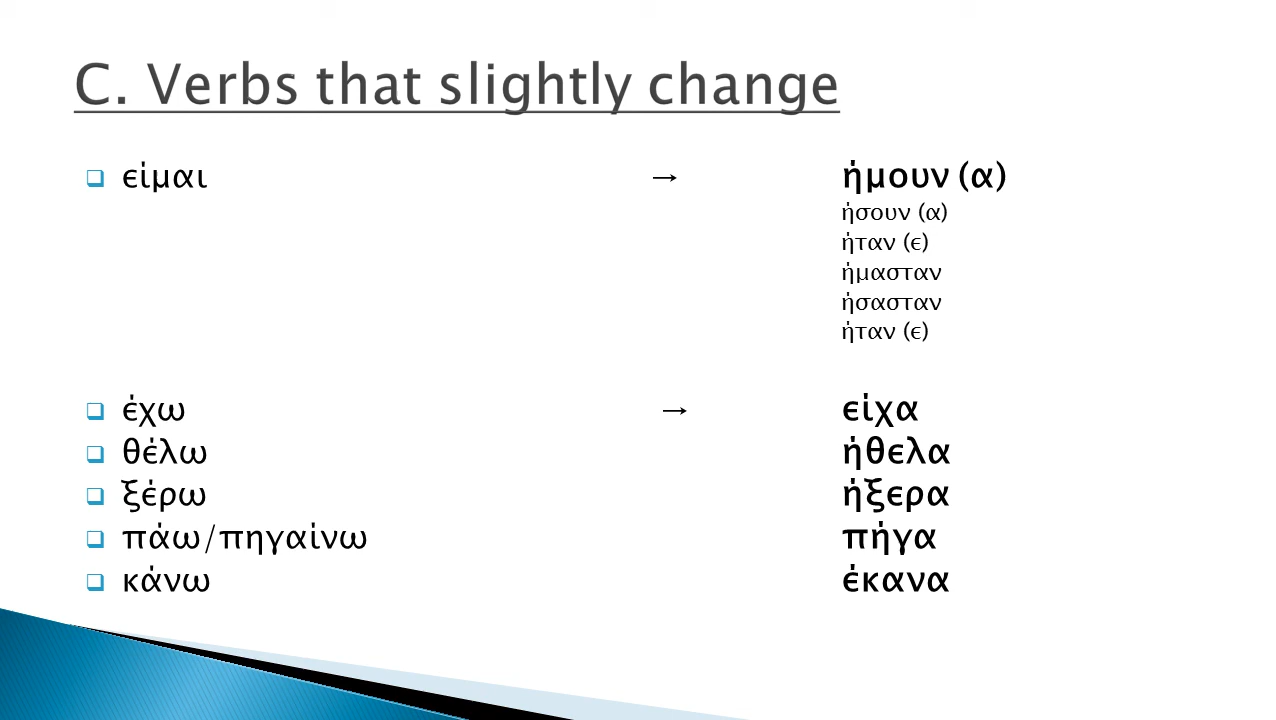 C. Verbs that slightly change
είμαι → ήμουν (α)
ήσουν (α)
ήταν (ε)
ήμασταν
ήσασταν
ήταν (ε)
έχω → είχα
θέλω ήθελα
ξέρω ήξερα
πάω/πηγαίνω πήγα
κάνω έκανα